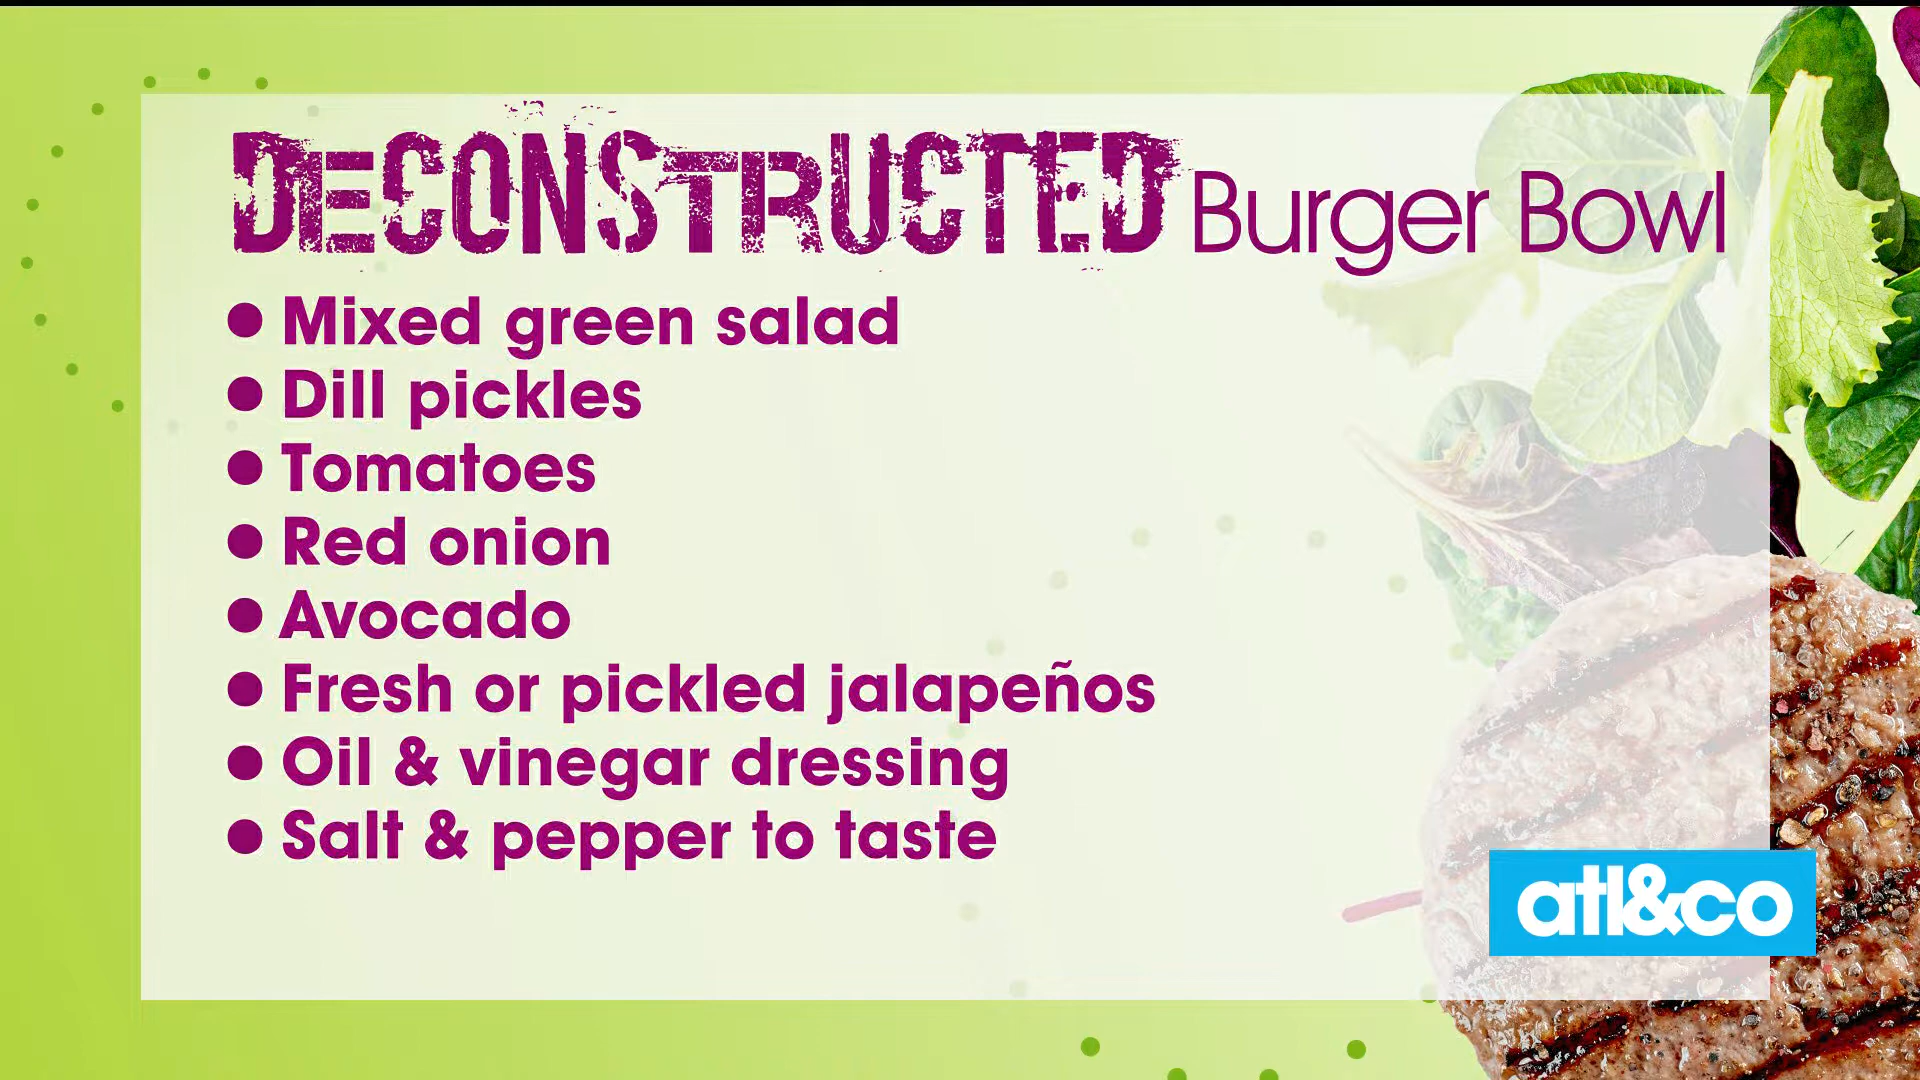 DECONSTRUCTED Burger Bowl
• Mixed green salad
• Dill pickles
• Tomatoes
• Red onion
• Avocado
• Fresh or pickled jalapeños
• Oil & vinegar dressing
• Salt & pepper to taste
atl&co